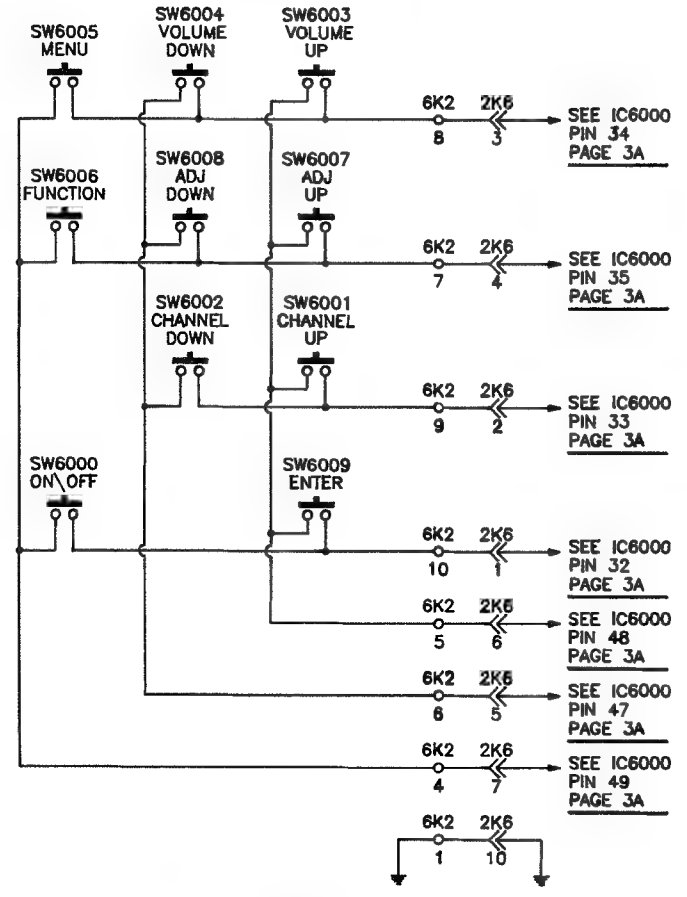 SW6005
MENU
SW6004
VOLUME
DOWN
SW6003
VOLUME
UP
6K2
8
2K6
3
SEE IC6000
PIN 34
PAGE 3A
SW6006
FUNCTION
SW6008
ADJ
DOWN
SW6007
ADJ
UP
6K2
7
2K6
4
SEE IC6000
PIN 35
PAGE 3A
SW6002
CHANNEL
DOWN
SW6001
CHANNEL
UP
6K2
9
2K6
2
SEE IC6000
PIN 33
PAGE 3A
SW6000
ON\OFF
SW6009
ENTER
6K2
10
2K6
1
SEE IC6000
PIN 32
PAGE 3A
6K2
5
2K6
6
SEE IC6000
PIN 48
PAGE 3A
6K2
6
2K6
5
SEE IC6000
PIN 47
PAGE 3A
6K2
4
2K6
7
SEE IC6000
PIN 49
PAGE 3A
6K2
1
2K6
10